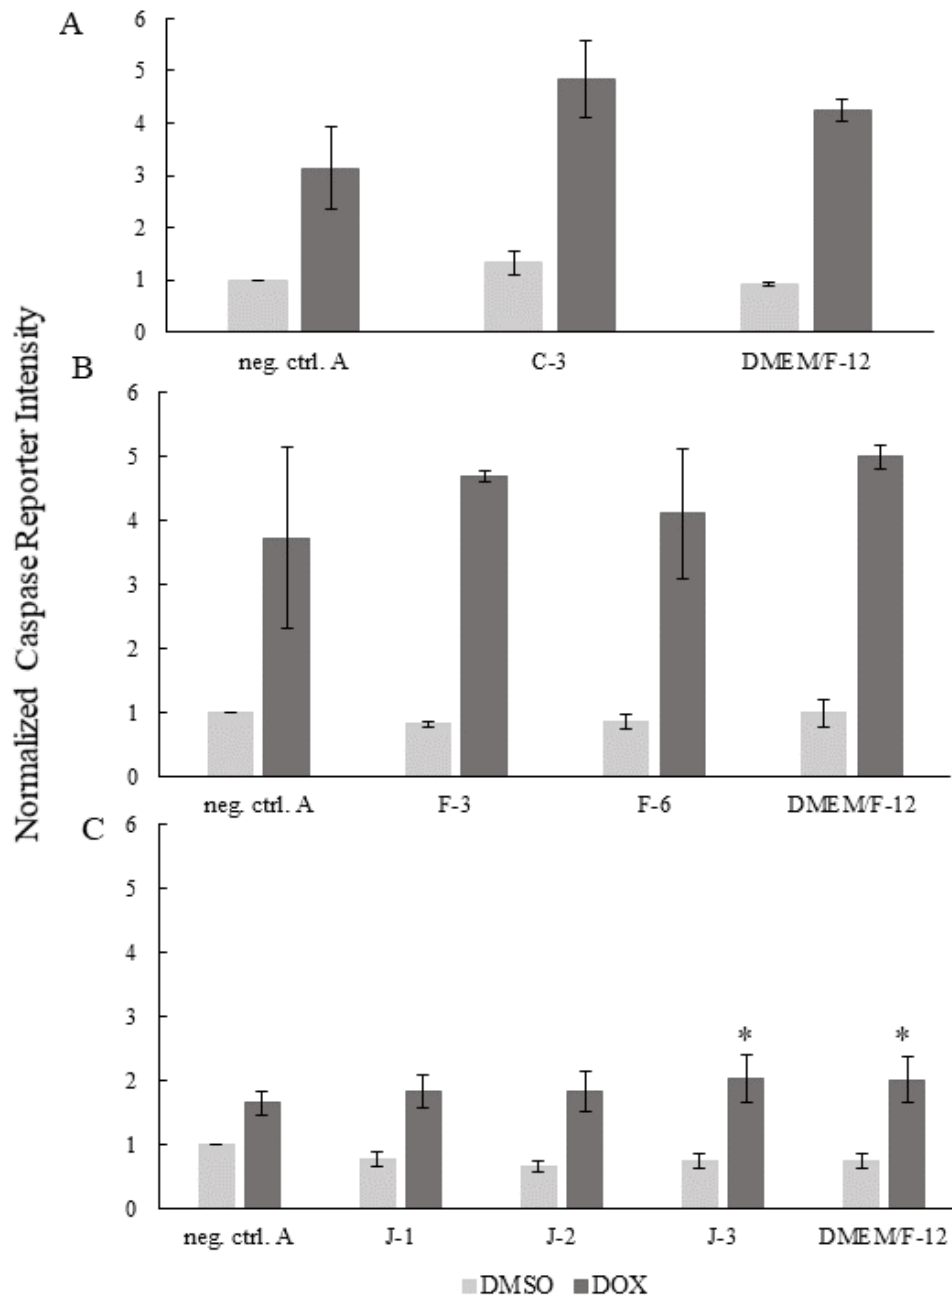 A
6
5
4
3
2
1
0
neg. ctrl. A C-3 DMEM/F-12
Normalized Caspase Reporter Intensity
B
6
5
4
3
2
1
0
neg. ctrl. A F-3 F-6 DMEM/F-12
C
6
5
4
3
2
1
0
* *
neg. ctrl. A J-1 J-2 J-3 DMEM/F-12
DMSO DOX